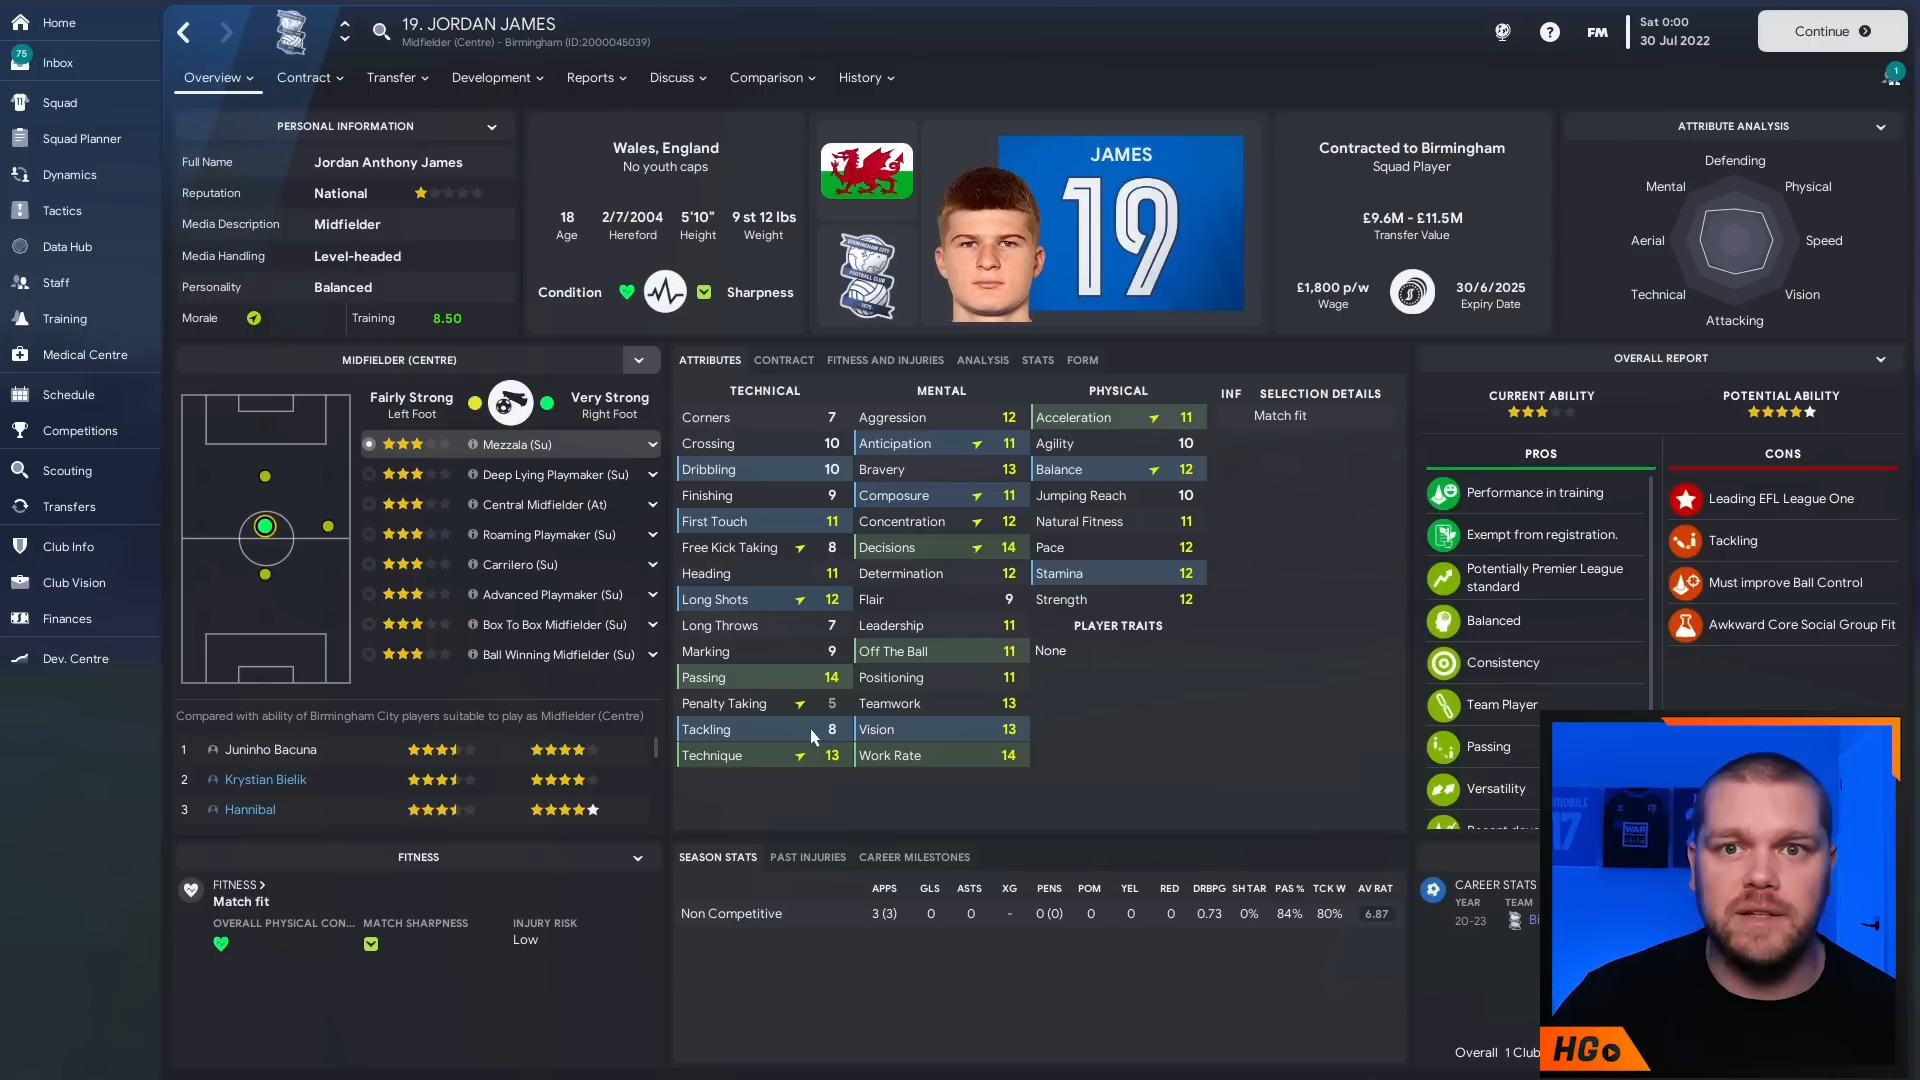 Home
75
Inbox
Squad
Squad Planner
Dynamics
Tactics
Data Hub
Staff
Training
Medical Centre
Schedule
Competitions
Scouting
Transfers
Club Info
Club Vision
Finances
Dev. Centre
19. JORDAN JAMES
Midfielder (Centre) - Birmingham (ID:2000045039)
FM
Sat 0:00
30 Jul 2022
Continue
1
Overview Contract Transfer Development Reports Discuss Comparison History
PERSONAL INFORMATION
Full Name Jordan Anthony James
Reputation National
Media Description Midfielder
Media Handling Level-headed
Personality Balanced
Morale Training 8.50
Wales, England
No youth caps
18 2/7/2004 5'10" 9 st 12 lbs
Age Hereford Height Weight
Condition Sharpness
JAMES
19
Contracted to Birmingham
Squad Player
£9.6M - £11.5M
Transfer Value
£1,800 p/w 30/6/2025
Wage Expiry Date
ATTRIBUTE ANALYSIS
Defending
Mental Physical
Aerial Speed
Technical Vision
Attacking
MIDFIELDER (CENTRE)
Fairly Strong Very Strong
Left Foot Right Foot
Mezzala (Su)
Deep Lying Playmaker (Su)
Central Midfielder (At)
Roaming Playmaker (Su)
Carrilero (Su)
Advanced Playmaker (Su)
Box To Box Midfielder (Su)
Ball Winning Midfielder (Su)
Compared with ability of Birmingham City players suitable to play as Midfielder (Centre)
1 Juninho Bacuna
2 Krystian Bielik
3 Hannibal
ATTRIBUTES CONTRACT FITNESS AND INJURIES ANALYSIS STATS FORM
TECHNICAL MENTAL PHYSICAL INF SELECTION DETAILS
Corners 7 Aggression 12 Acceleration 11 Match fit
Crossing 10 Anticipation 11 Agility 10
Dribbling 10 Bravery 13 Balance 12
Finishing 9 Composure 11 Jumping Reach 10
First Touch 11 Concentration 12 Natural Fitness 11
Free Kick Taking 8 Decisions 14 Pace 12
Heading 11 Determination 12 Stamina 12
Long Shots 12 Flair 9 Strength 12
Long Throws 7 Leadership 11 PLAYER TRAITS
Marking 9 Off The Ball 11 None
Passing 14 Positioning 11
Penalty Taking 5 Teamwork 13
Tackling 8 Vision 13
Technique 13 Work Rate 14
OVERALL REPORT
CURRENT ABILITY POTENTIAL ABILITY
PROS CONS
Performance in training
Exempt from registration.
Potentially Premier League
standard
Balanced
Consistency
Team Player
Passing
Versatility
Leading EFL League One
Tackling
Must improve Ball Control
Awkward Core Social Group Fit
FITNESS
FITNESS
Match fit
OVERALL PHYSICAL CON... MATCH SHARPNESS INJURY RISK
Low
SEASON STATS PAST INJURIES CAREER MILESTONES
APPS GLS ASTS XG PENS POM YEL RED DRBPG SH TAR PAS % TCK W AV RAT
Non Competitive 3 (3) 0 0 - 0 (0) 0 0 0 0.73 0% 84% 80% 6.87
CAREER STATS
YEAR TEAM
20-23 Bi
Overall 1 Club
17
WAR
HGO